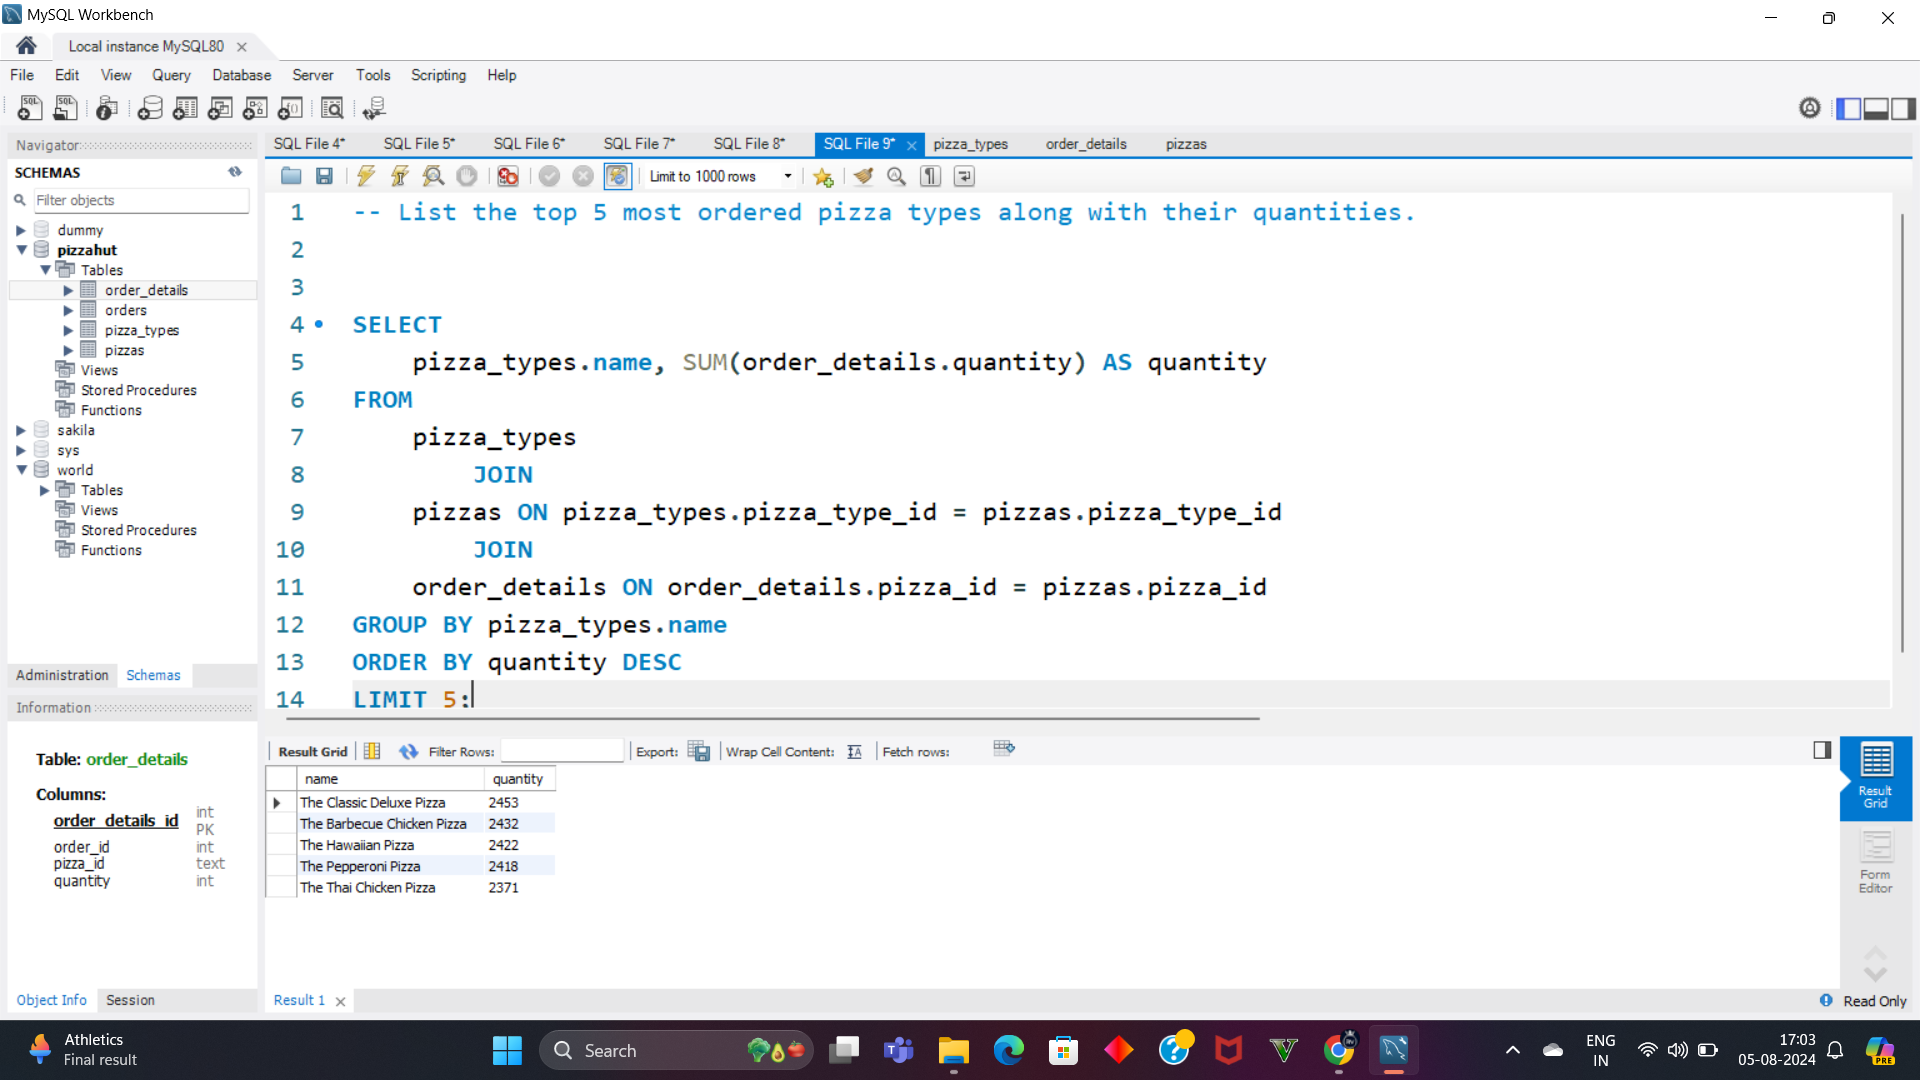 MySQL Workbench
Local instance MySQL80
File Edit View Query Database Server Tools Scripting Help
Navigator
SCHEMAS
Filter objects
dummy
pizzahut
Tables
order_details
orders
pizza_types
pizzas
Views
Stored Procedures
Functions
sakila
sys
world
Tables
Views
Stored Procedures
Functions
Administration Schemas
Information
Table: order_details
Columns:
order_details_id int PK
order_id int
pizza_id text
quantity int
Object Info Session
SQL File 4* SQL File 5* SQL File 6* SQL File 7* SQL File 8* SQL File 9* pizza_types order_details pizzas
Limit to 1000 rows
1 -- List the top 5 most ordered pizza types along with their quantities.
2
3
4 SELECT
5 pizza_types.name, SUM(order_details.quantity) AS quantity
6 FROM
7 pizza_types
8 JOIN
9 pizzas ON pizza_types.pizza_type_id = pizzas.pizza_type_id
10 JOIN
11 order_details ON order_details.pizza_id = pizzas.pizza_id
12 GROUP BY pizza_types.name
13 ORDER BY quantity DESC
14 LIMIT 5;
Result Grid Filter Rows: Export: Wrap Cell Content: Fetch rows:
name quantity
The Classic Deluxe Pizza 2453
The Barbecue Chicken Pizza 2432
The Hawaiian Pizza 2422
The Pepperoni Pizza 2418
The Thai Chicken Pizza 2371
Result Grid
Form Editor
Result 1
Read Only
Athletics
Final result
Search
ENG
IN
17:03
05-08-2024
PRE